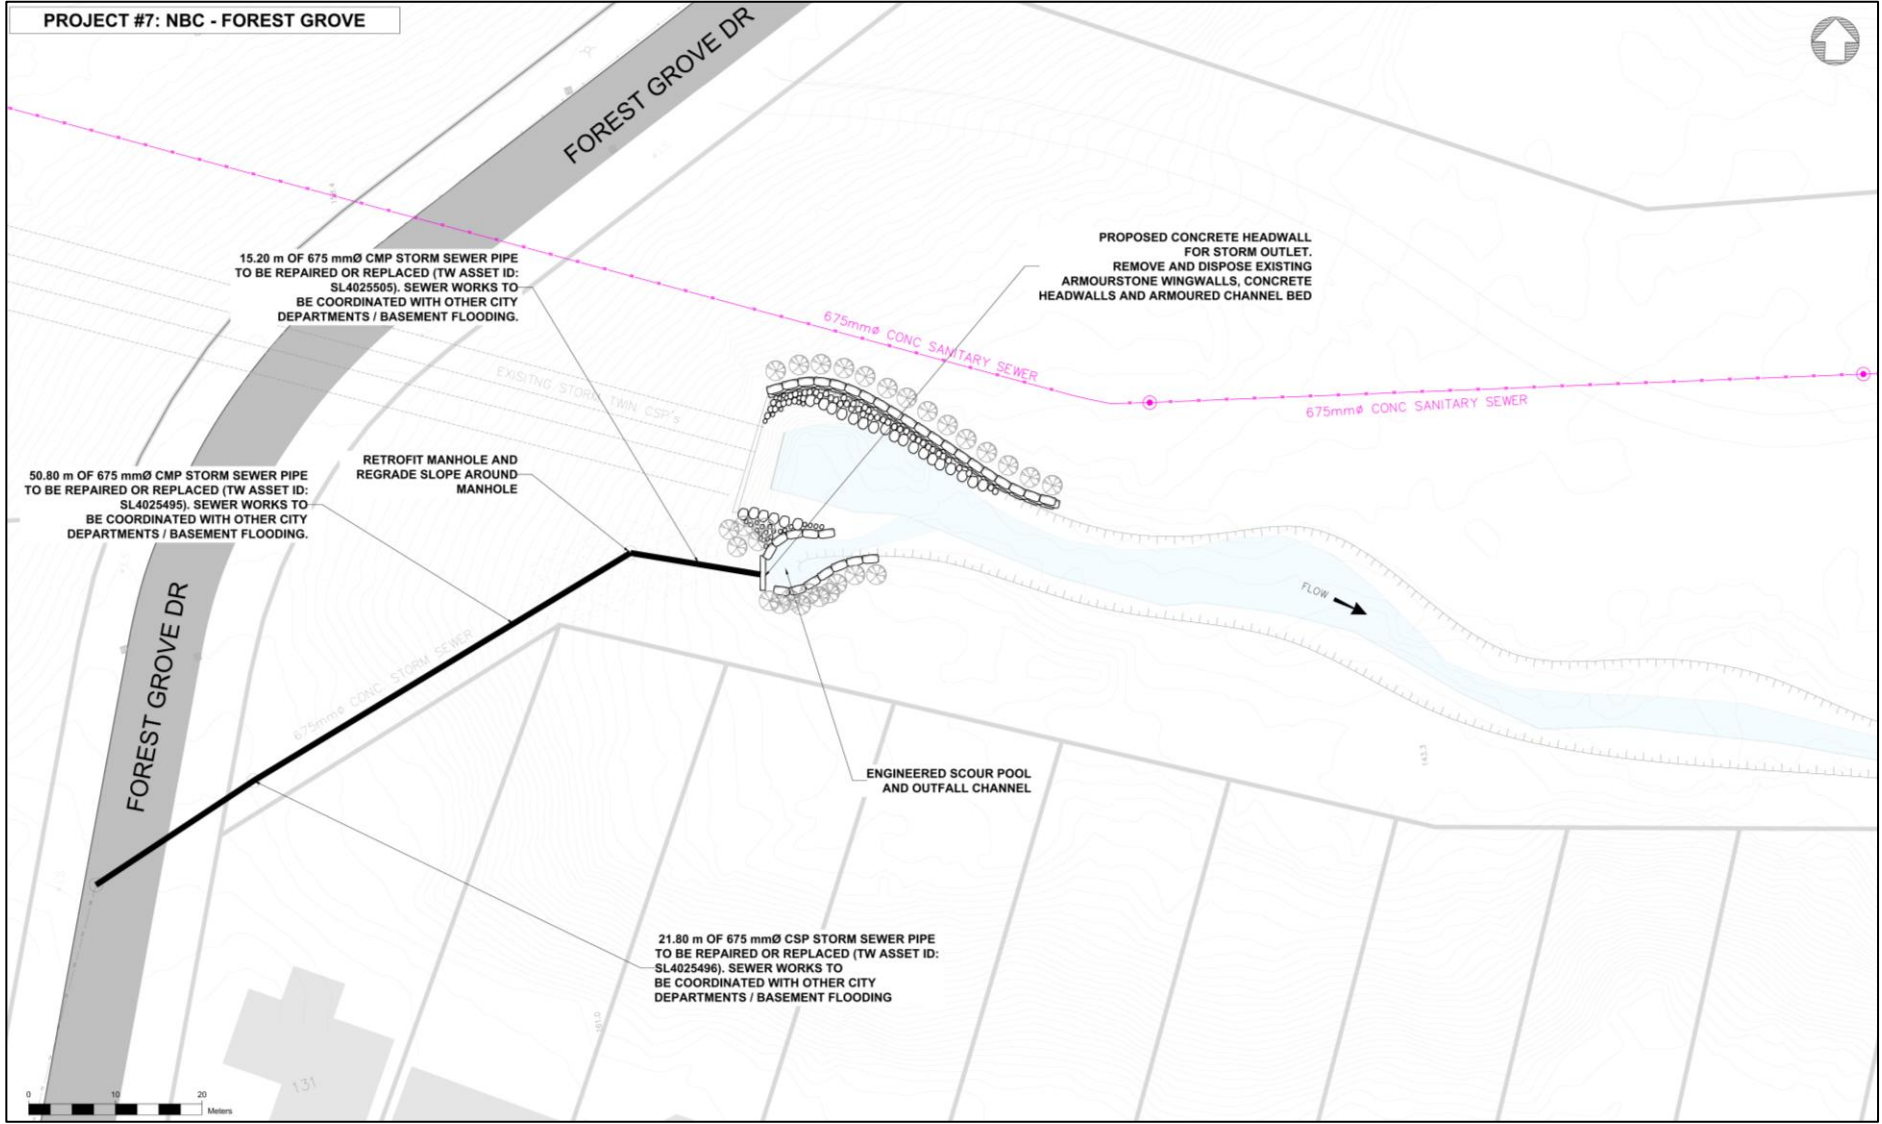 PROJECT #7: NBC - FOREST GROVE
FOREST GROVE DR
15.20 m OF 675 mmØ CMP STORM SEWER PIPE
TO BE REPAIRED OR REPLACED (TW ASSET ID:
SL4025505). SEWER WORKS TO
BE COORDINATED WITH OTHER CITY
DEPARTMENTS / BASEMENT FLOODING.
PROPOSED CONCRETE HEADWALL
FOR STORM OUTLET.
REMOVE AND DISPOSE EXISTING
ARMOURSTONE WINGWALLS, CONCRETE
HEADWALLS AND ARMOURED CHANNEL BED
675mmø CONC SANITARY SEWER
675mmø CONC SANITARY SEWER
EXISITNG STORM TWIN CSP's
RETROFIT MANHOLE AND
REGRADE SLOPE AROUND
MANHOLE
50.80 m OF 675 mmØ CMP STORM SEWER PIPE
TO BE REPAIRED OR REPLACED (TW ASSET ID:
SL4025495). SEWER WORKS TO
BE COORDINATED WITH OTHER CITY
DEPARTMENTS / BASEMENT FLOODING.
FLOW
FOREST GROVE DR
675mmø CONC. STORM SEWER
143.3
ENGINEERED SCOUR POOL
AND OUTFALL CHANNEL
21.80 m OF 675 mmØ CSP STORM SEWER PIPE
TO BE REPAIRED OR REPLACED (TW ASSET ID:
SL4025496). SEWER WORKS TO
BE COORDINATED WITH OTHER CITY
DEPARTMENTS / BASEMENT FLOODING
161.0
131
0 10 20
Meters